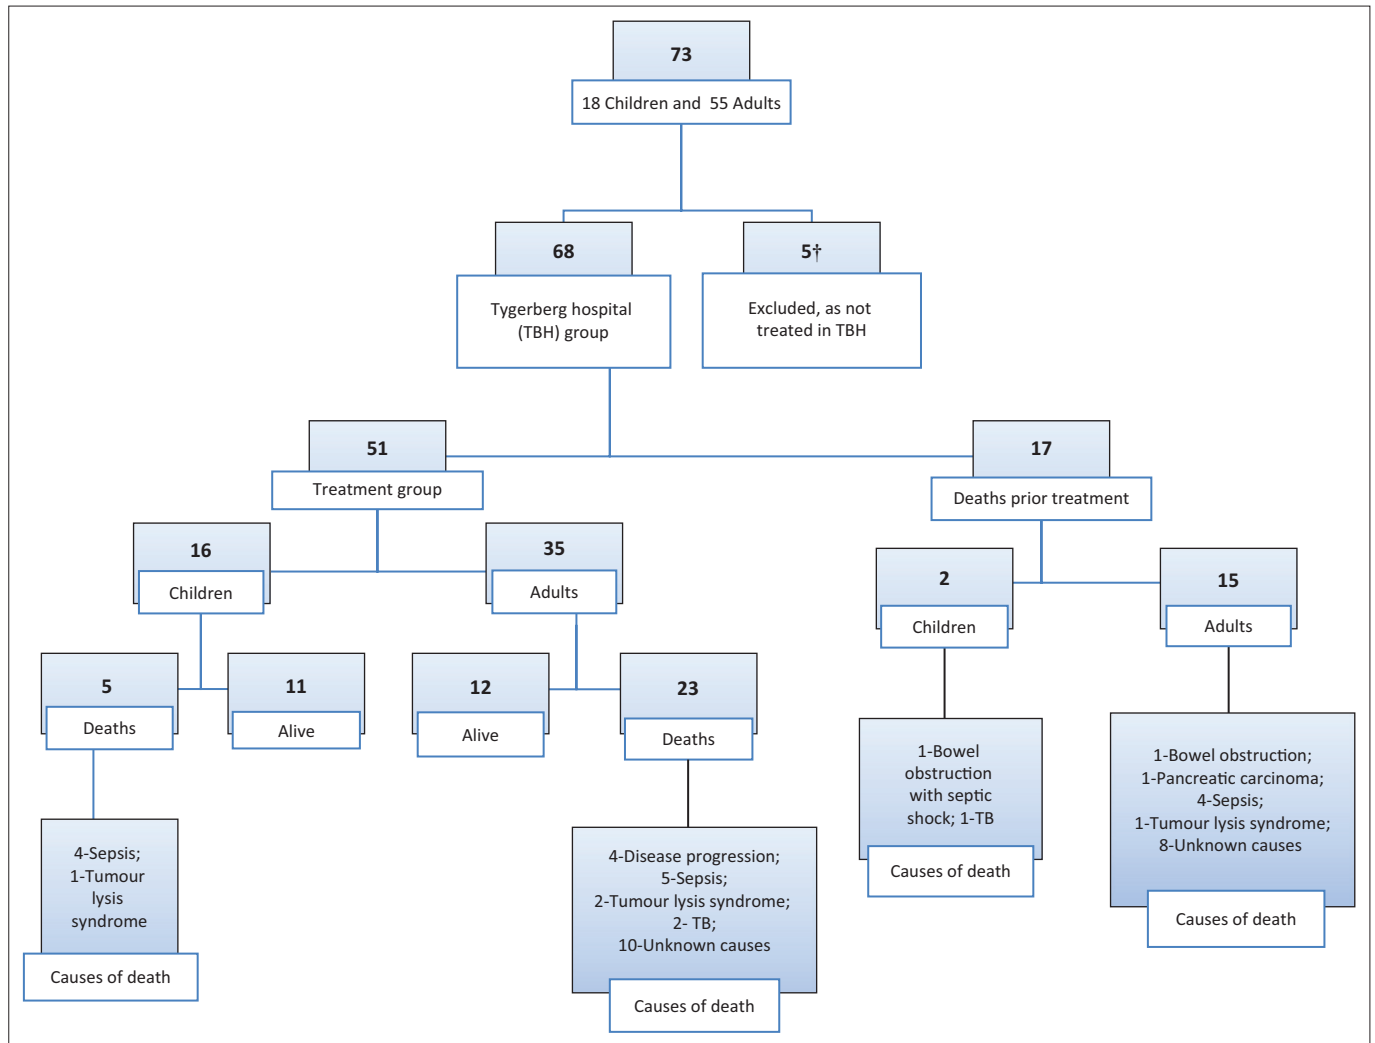 73
18 Children and 55 Adults
68
Tygerberg hospital
(TBH) group
5†
Excluded, as not
treated in TBH
51
Treatment group
17
Deaths prior treatment
16
Children
35
Adults
2
Children
15
Adults
5
Deaths
11
Alive
12
Alive
23
Deaths
4-Sepsis;
1-Tumour
lysis
syndrome
Causes of death
4-Disease progression;
5-Sepsis;
2-Tumour lysis syndrome;
2- TB;
10-Unknown causes
Causes of death
1-Bowel
obstruction
with septic
shock; 1-TB
Causes of death
1-Bowel obstruction;
1-Pancreatic carcinoma;
4-Sepsis;
1-Tumour lysis syndrome;
8-Unknown causes
Causes of death